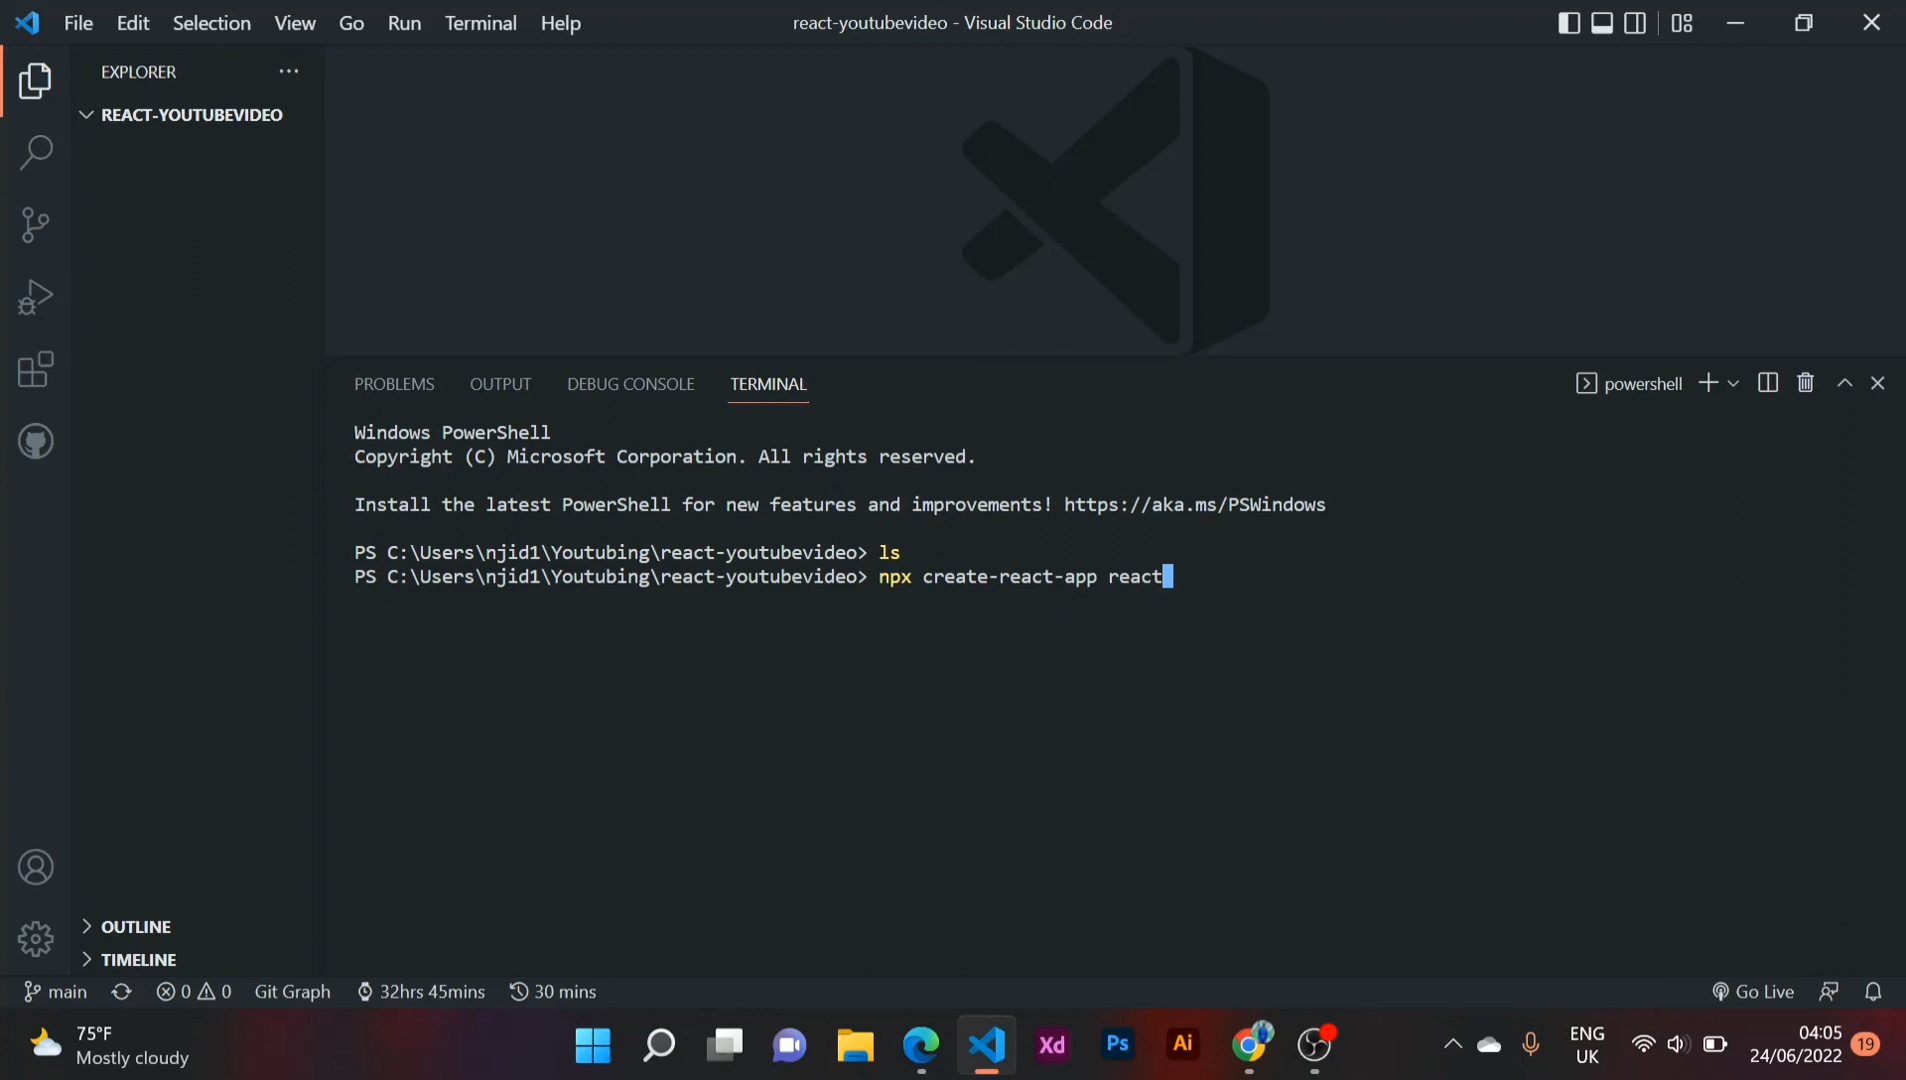 File Edit Selection View Go Run Terminal Help
react-youtubevideo - Visual Studio Code
EXPLORER
REACT-YOUTUBEVIDEO
PROBLEMS OUTPUT DEBUG CONSOLE TERMINAL
powershell
Windows PowerShell
Copyright (C) Microsoft Corporation. All rights reserved.
Install the latest PowerShell for new features and improvements! https://aka.ms/PSWindows
PS C:\Users\njid1\Youtubing\react-youtubevideo> ls
PS C:\Users\njid1\Youtubing\react-youtubevideo> npx create-react-app react
OUTLINE
TIMELINE
main 0 0 Git Graph 32hrs 45mins 30 mins
Go Live
75°F
Mostly cloudy
Xd Ps Ai
ENG
UK
04:05
24/06/2022
19